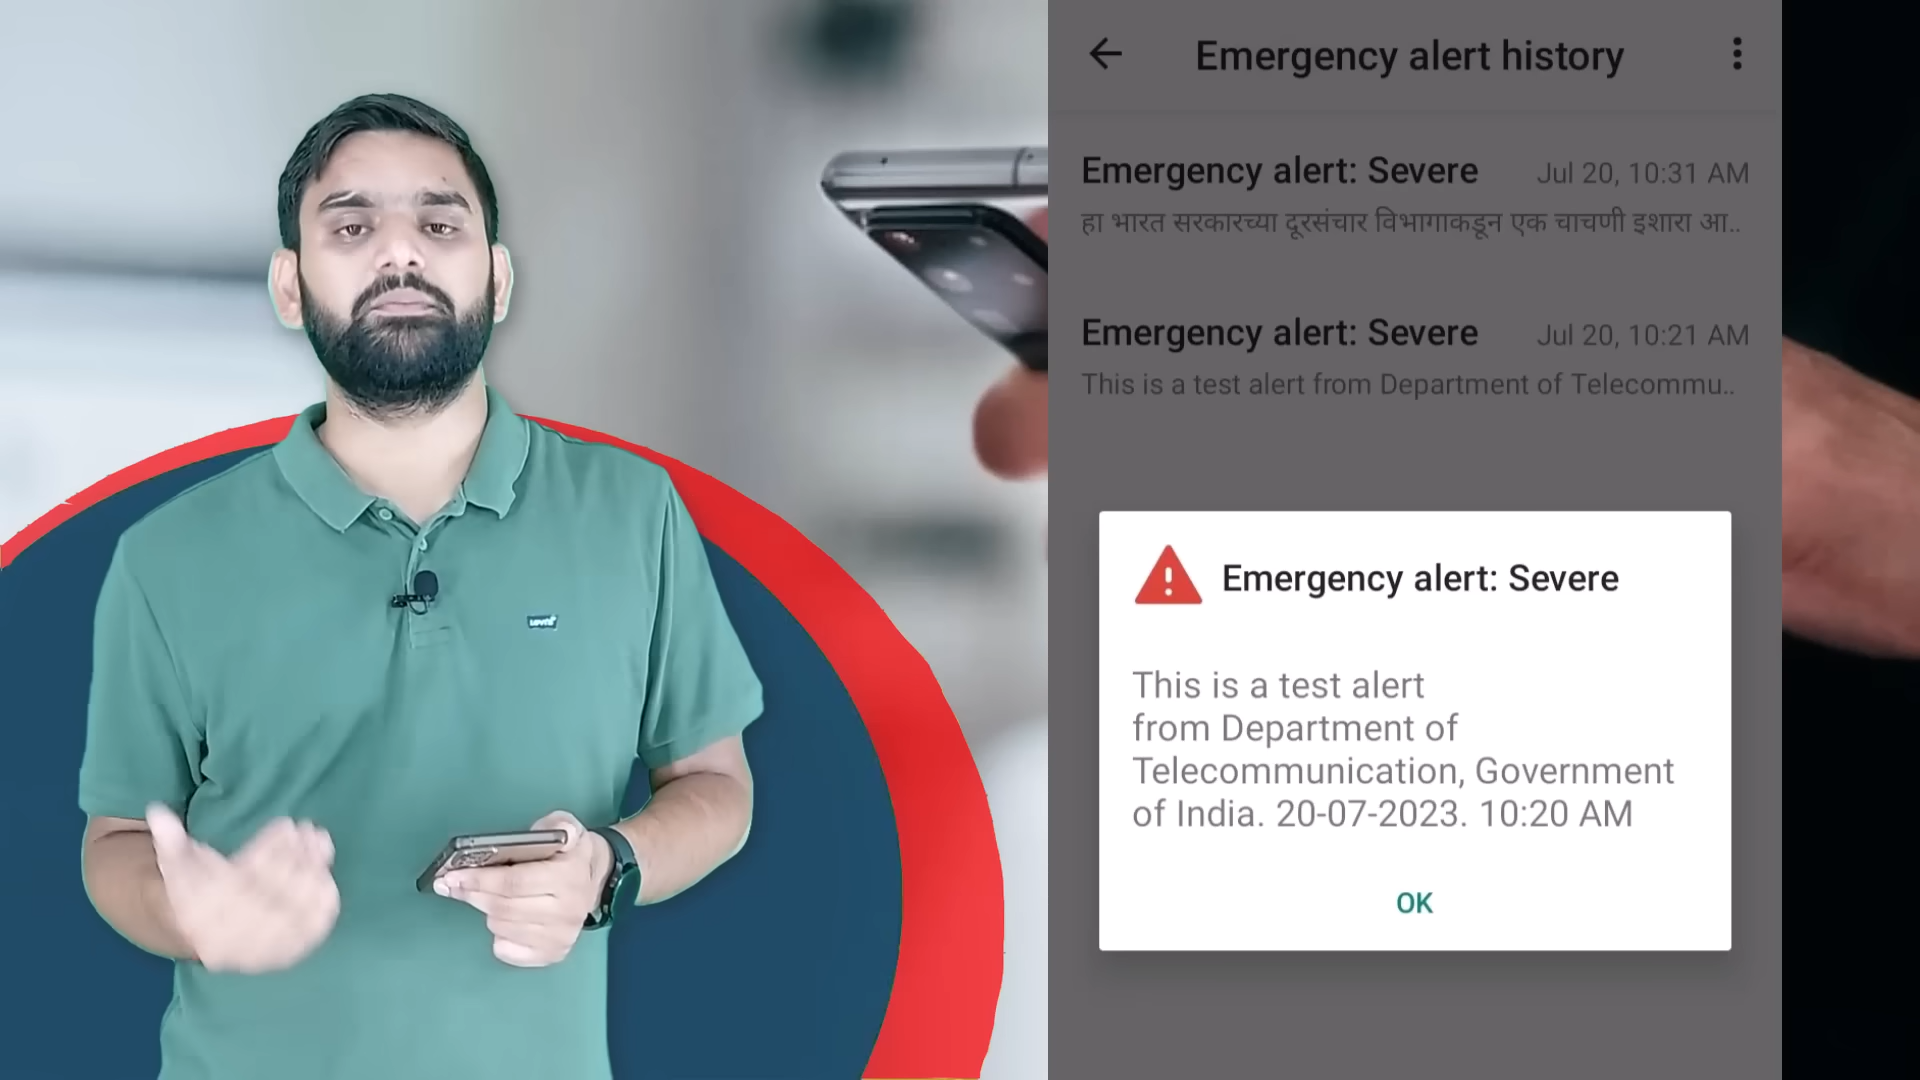 Emergency alert history
Emergency alert: Severe Jul 20, 10:31 AM
हा भारत सरकारच्या दूरसंचार विभागाकडून एक चाचणी इशारा आ..
Emergency alert: Severe Jul 20, 10:21 AM
This is a test alert from Department of Telecommu..
Emergency alert: Severe
This is a test alert
from Department of
Telecommunication, Government
of India. 20-07-2023. 10:20 AM
OK
Levi's